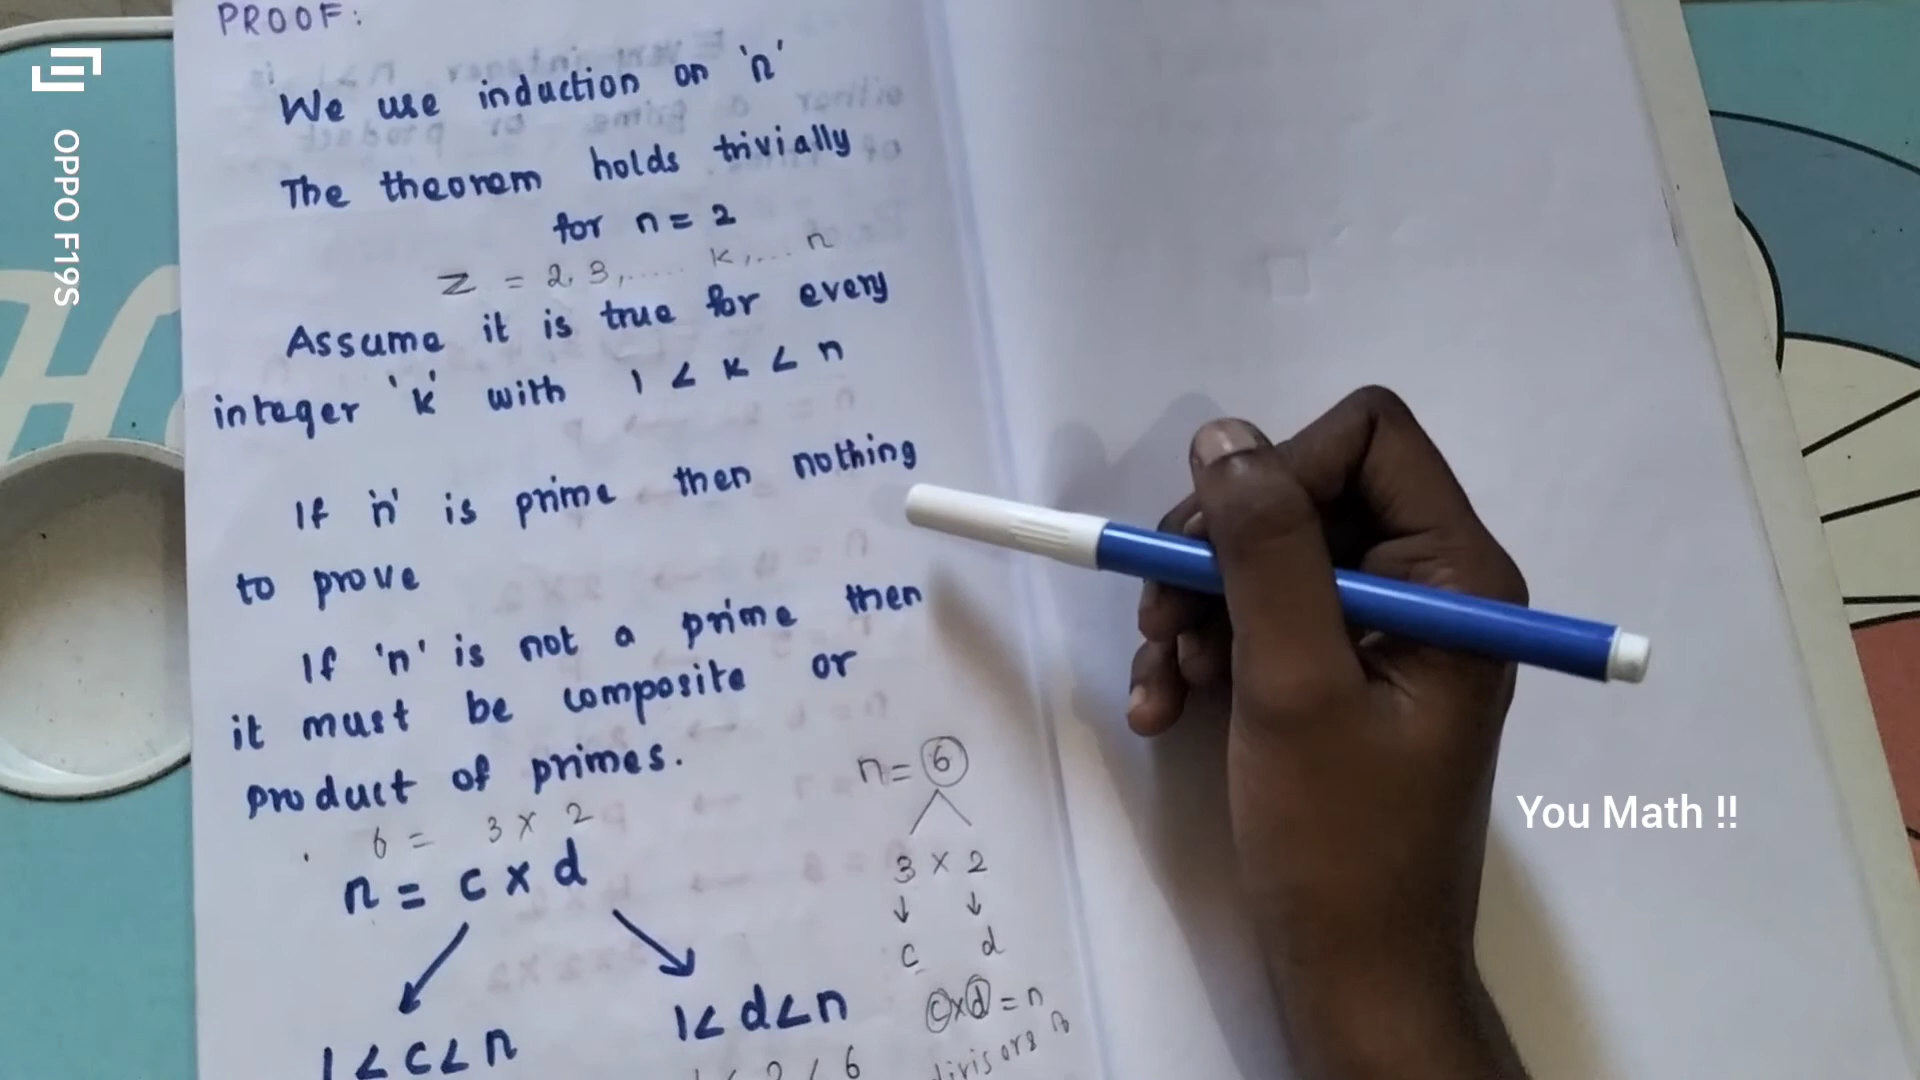 PROOF:
We use induction on 'n'
The theorem holds trivially
for n = 2
Z = 2, 3, ..... k, ... n
Assume it is true for every
integer 'k' with 1 < k < n
If 'n' is prime then nothing
to prove
If 'n' is not a prime then
it must be composite or
product of primes.
6 = 3 × 2
n = c × d
1 < c < n
1 < d < n
n = 6
3 × 2
↓ ↓
c d
c×d = n
divisors
OPPO F19S
You Math !!